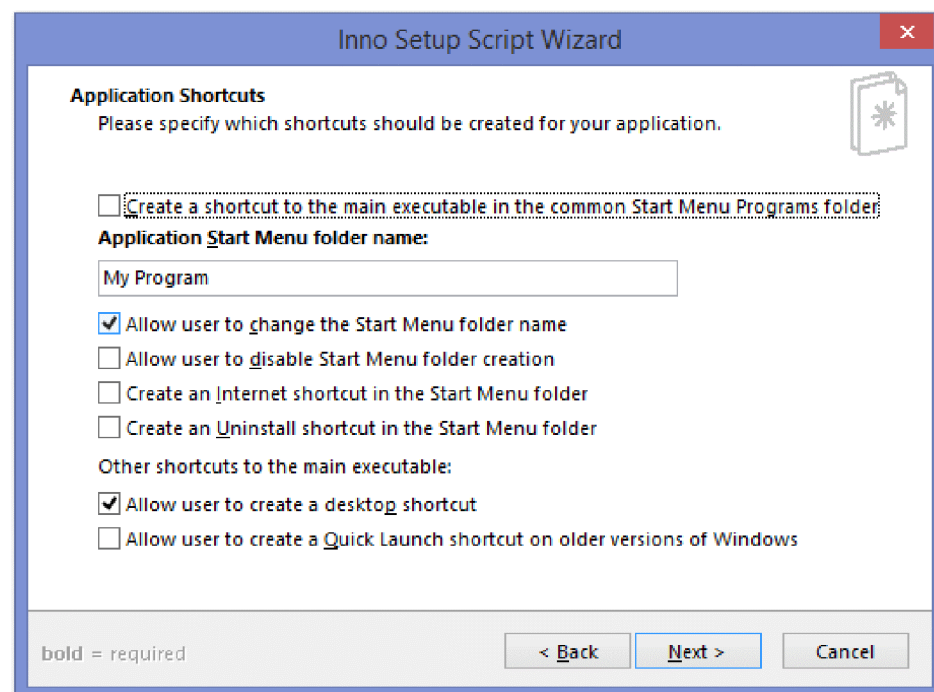 Inno Setup Script Wizard
Application Shortcuts
Please specify which shortcuts should be created for your application.
Create a shortcut to the main executable in the common Start Menu Programs folder
Application Start Menu folder name:
My Program
Allow user to change the Start Menu folder name
Allow user to disable Start Menu folder creation
Create an Internet shortcut in the Start Menu folder
Create an Uninstall shortcut in the Start Menu folder
Other shortcuts to the main executable:
Allow user to create a desktop shortcut
Allow user to create a Quick Launch shortcut on older versions of Windows
bold = required
< Back
Next >
Cancel